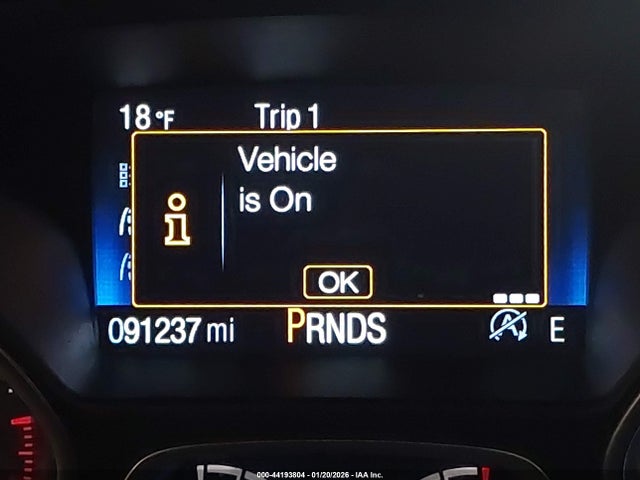 18°F Trip 1
Vehicle
is On
OK
091237 mi PRNDS A E
000-44193804 - 01/20/2026 - IAA Inc.